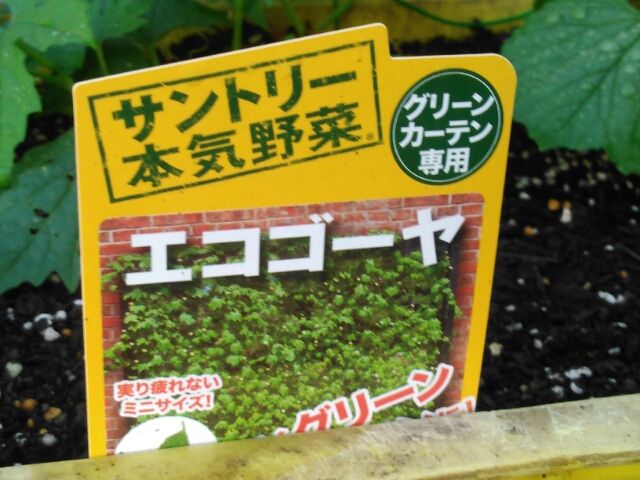 サントリー
本気野菜®
グリーン
カーテン
専用
エコゴーヤ
実り疲れない
ミニサイズ!
グリーン